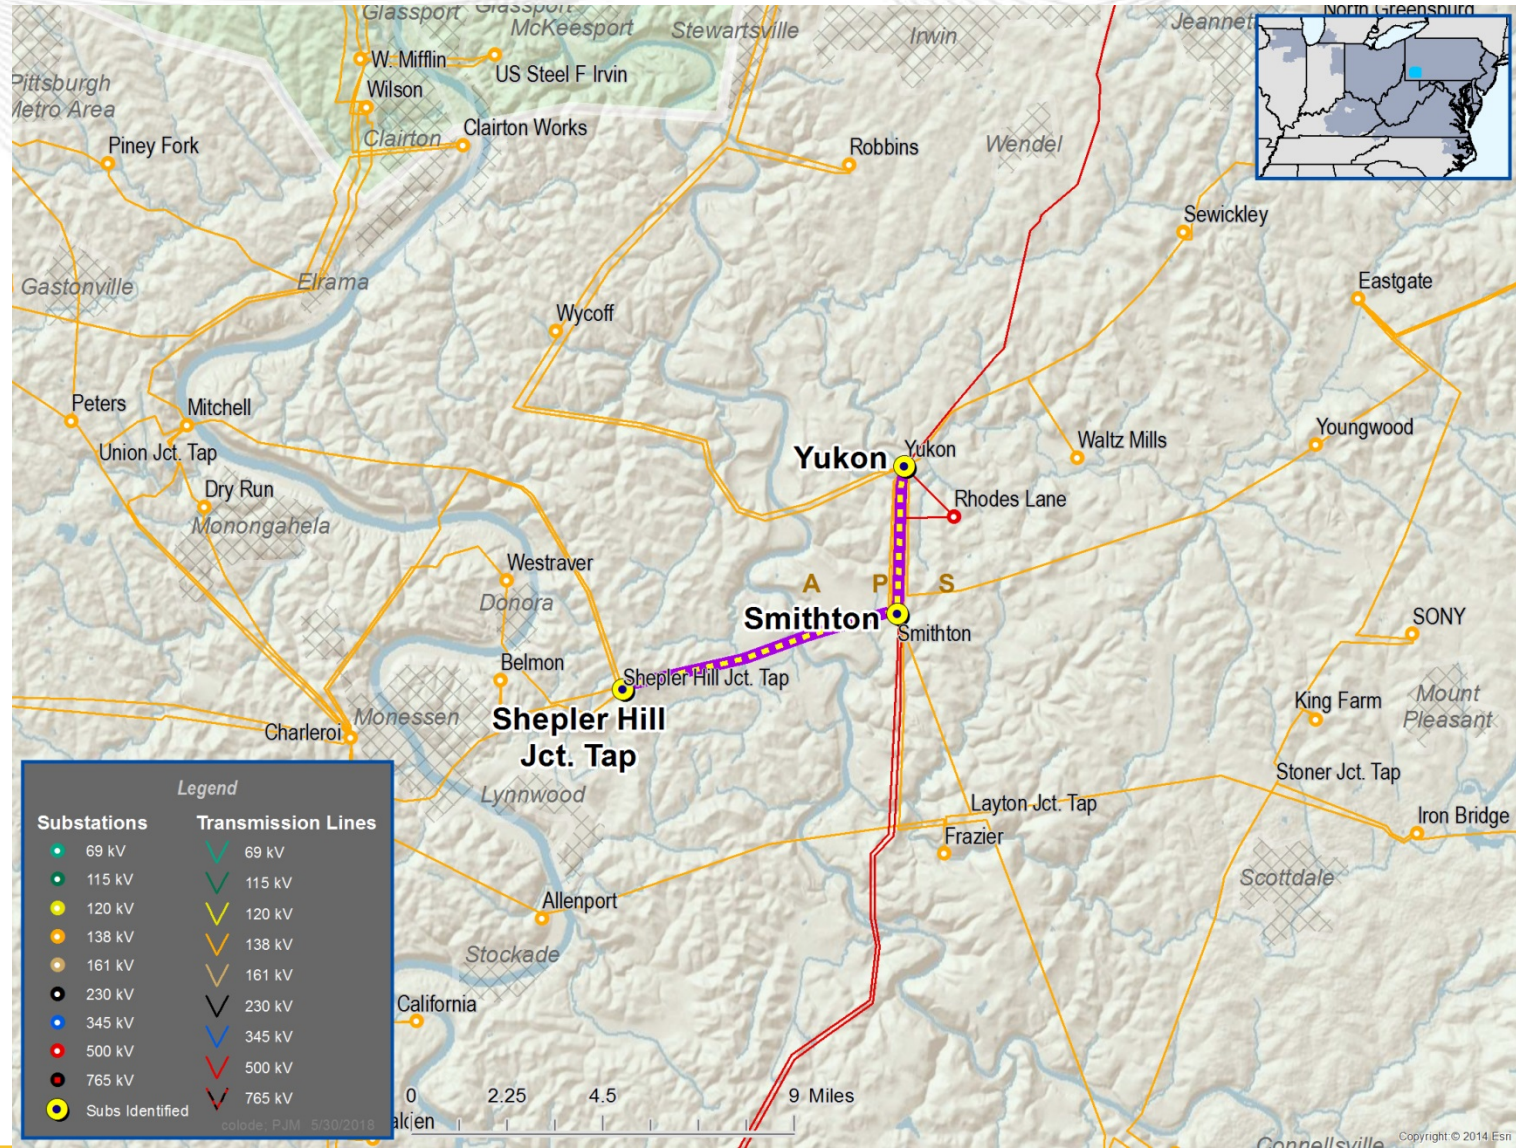 Glassport
Glassport
McKeesport
Stewartsville
Irwin
North Greensburg
W. Mifflin
US Steel F Irvin
Pittsburgh
Metro Area
Wilson
Clairton
Clairton Works
Piney Fork
Robbins
Wendel
Sewickley
Gastonville
Elrama
Wycoff
Eastgate
Peters
Mitchell
Union Jct. Tap
Dry Run
Monongahela
Yukon
Yukon
Waltz Mills
Youngwood
Rhodes Lane
Westraver
Donora
A P S
Smithton
Smithton
SONY
Belmon
Shepler Hill Jct. Tap
Shepler Hill
Jct. Tap
Monessen
Charleroi
King Farm
Mount
Pleasant
Stoner Jct. Tap
Lynnwood
Layton Jct. Tap
Iron Bridge
Frazier
Scottdale
Allenport
Stockade
California
Legend
Substations
Transmission Lines
69 kV
69 kV
115 kV
115 kV
120 kV
120 kV
138 kV
138 kV
161 kV
161 kV
230 kV
230 kV
345 kV
345 kV
500 kV
500 kV
765 kV
765 kV
Subs Identified
colode; PJM 5/30/2018
0 2.25 4.5 9 Miles
Connellsville
Copyright:© 2014 Esri